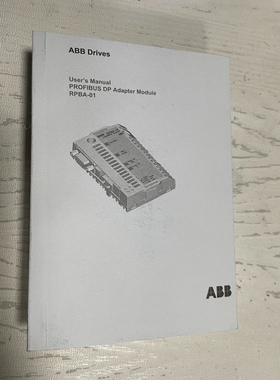 ABB Drives
User's Manual
PROFIBUS DP Adapter Module
RPBA-01
ABB